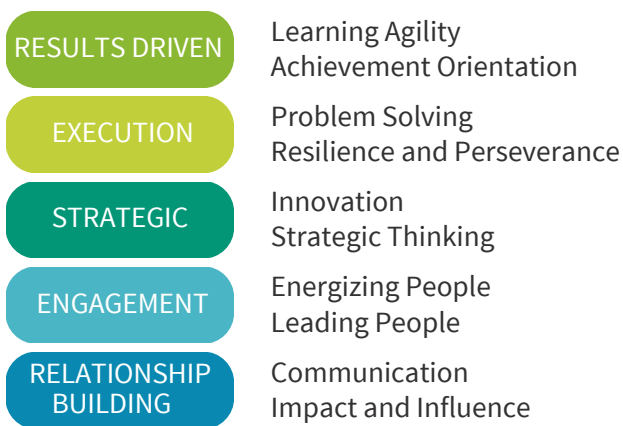 RESULTS DRIVEN
Learning Agility
Achievement Orientation
EXECUTION
Problem Solving
Resilience and Perseverance
STRATEGIC
Innovation
Strategic Thinking
ENGAGEMENT
Energizing People
Leading People
RELATIONSHIP
BUILDING
Communication
Impact and Influence